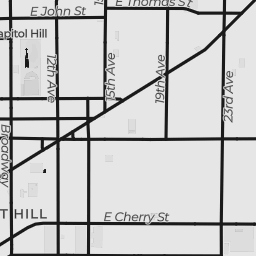 E Thomas St
E John St
Capitol Hill
12th Ave
15th Ave
19th Ave
23rd Ave
Broadway
T HILL
E Cherry St